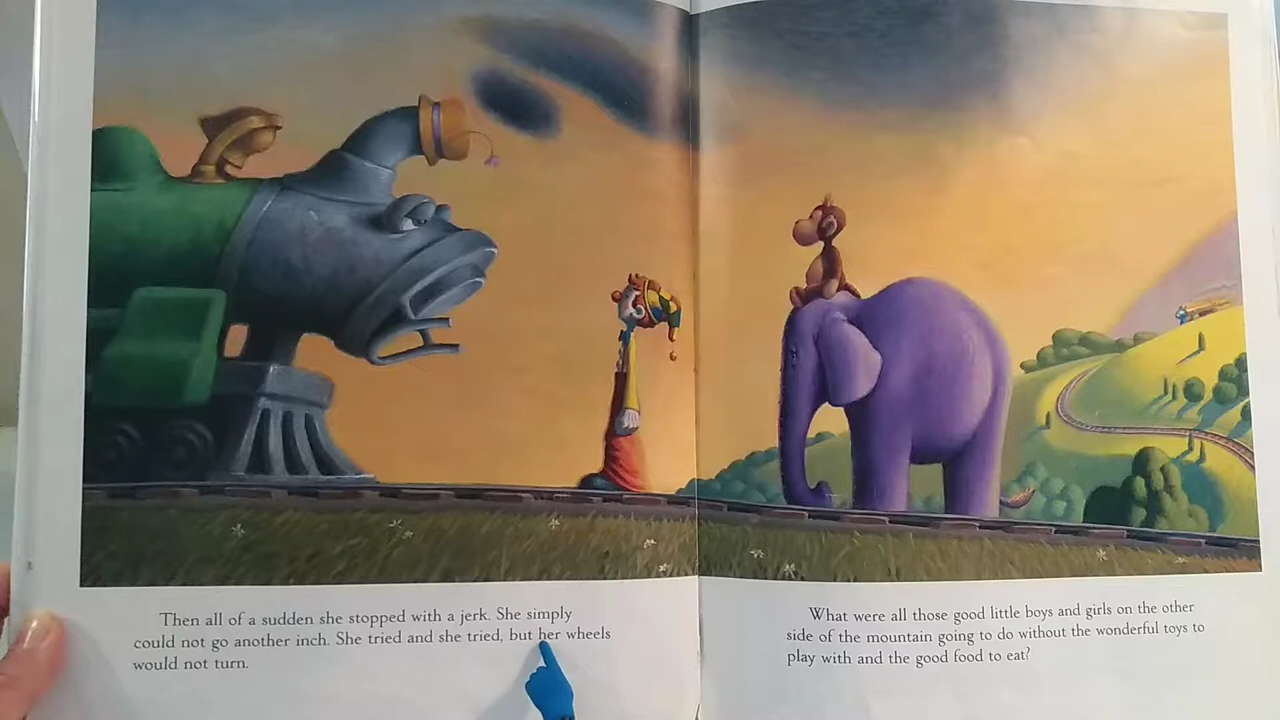 Then all of a sudden she stopped with a jerk. She simply
could not go another inch. She tried and she tried, but her wheels
would not turn.
What were all those good little boys and girls on the other
side of the mountain going to do without the wonderful toys to
play with and the good food to eat?